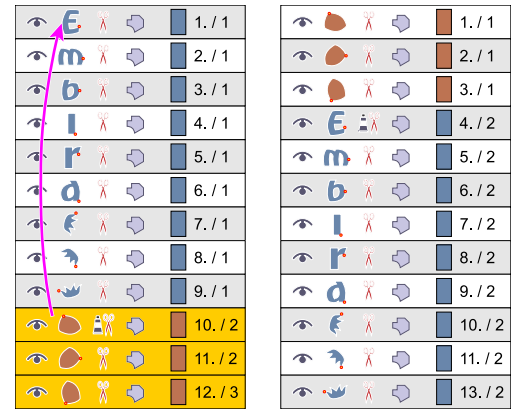 E 1. / 1
m 2. / 1
b 3. / 1
l 4. / 1
r 5. / 1
a 6. / 1
7. / 1
8. / 1
9. / 1
10. / 2
11. / 2
12. / 3
1. / 1
2. / 1
3. / 1
E 4. / 2
m 5. / 2
b 6. / 2
l 7. / 2
r 8. / 2
a 9. / 2
10. / 2
11. / 2
13. / 2